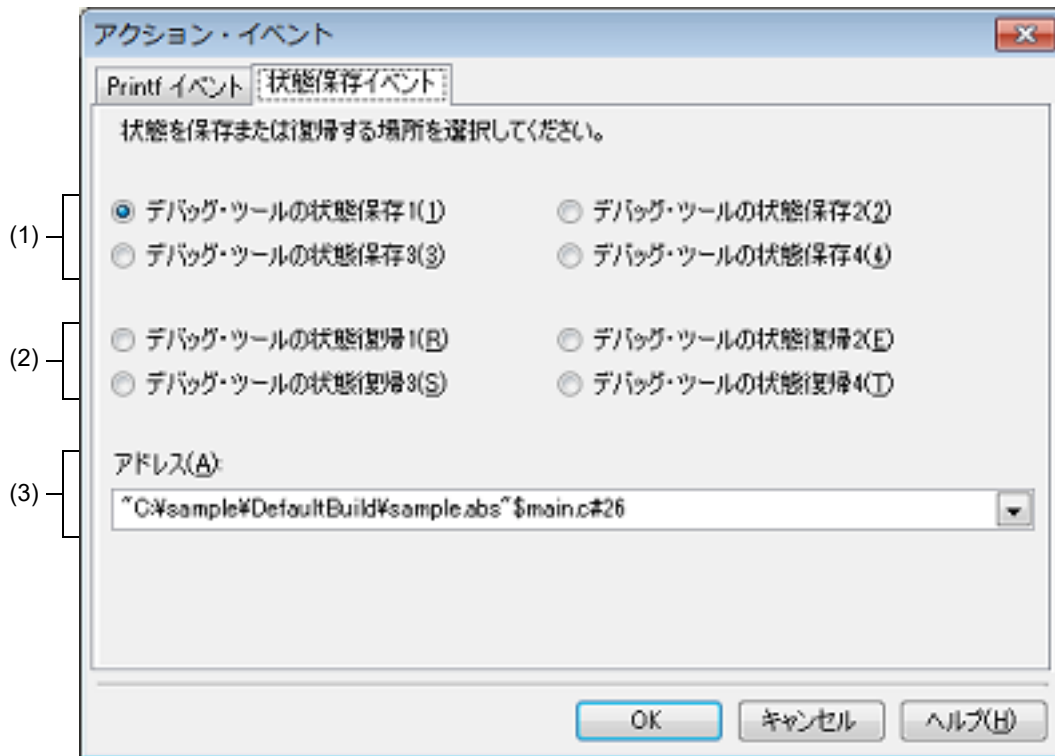 アクション・イベント
Printf イベント 状態保存イベント
状態を保存または復帰する場所を選択してください。
(1)
デバッグ・ツールの状態保存1(1) デバッグ・ツールの状態保存2(2)
デバッグ・ツールの状態保存3(3) デバッグ・ツールの状態保存4(4)
(2)
デバッグ・ツールの状態復帰1(R) デバッグ・ツールの状態復帰2(E)
デバッグ・ツールの状態復帰3(S) デバッグ・ツールの状態復帰4(T)
(3)
アドレス(A):
"C:¥sample¥DefaultBuild¥sample.abs"$main.c#26
OK キャンセル ヘルプ(H)